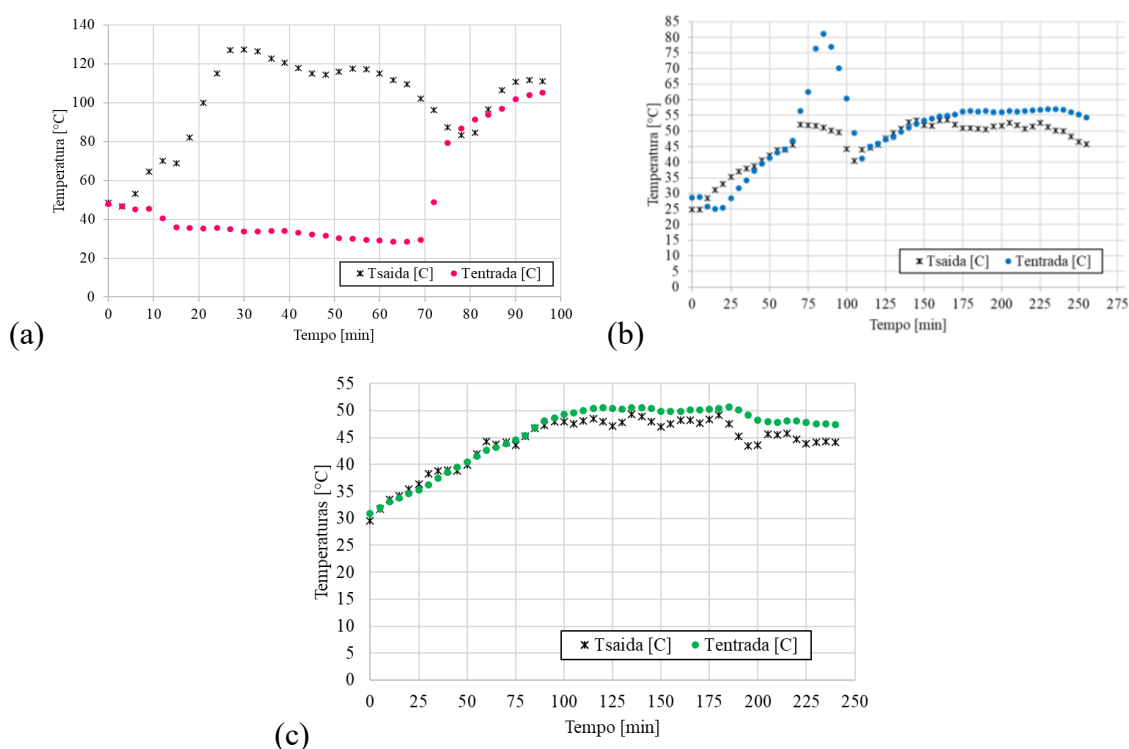 Temperatura [°C]
140
120
100
80
60
40
20
0
Tsaida [C] Tentrada [C]
0 10 20 30 40 50 60 70 80 90 100
Tempo [min]
(a)
Temperatura [°C]
85
80
75
70
65
60
55
50
45
40
35
30
25
20
15
10
5
0
Tsaida [C] Tentrada [C]
0 25 50 75 100 125 150 175 200 225 250 275
Tempo [min]
(b)
Temperaturas [°C]
55
50
45
40
35
30
25
20
15
10
5
0
Tsaida [C] Tentrada [C]
0 25 50 75 100 125 150 175 200 225 250
Tempo [min]
(c)